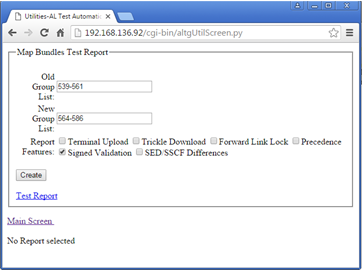 Utilities-AL Test Automati
192.168.136.92/cgi-bin/altgUtilScreen.py
Map Bundles Test Report
Old
Group 539-561
List:
New
Group 564-586
List:
Report Terminal Upload Trickle Download Forward Link Lock Precedence
Features: Signed Validation SED/SSCF Differences
Create
Test Report
Main Screen
No Report selected